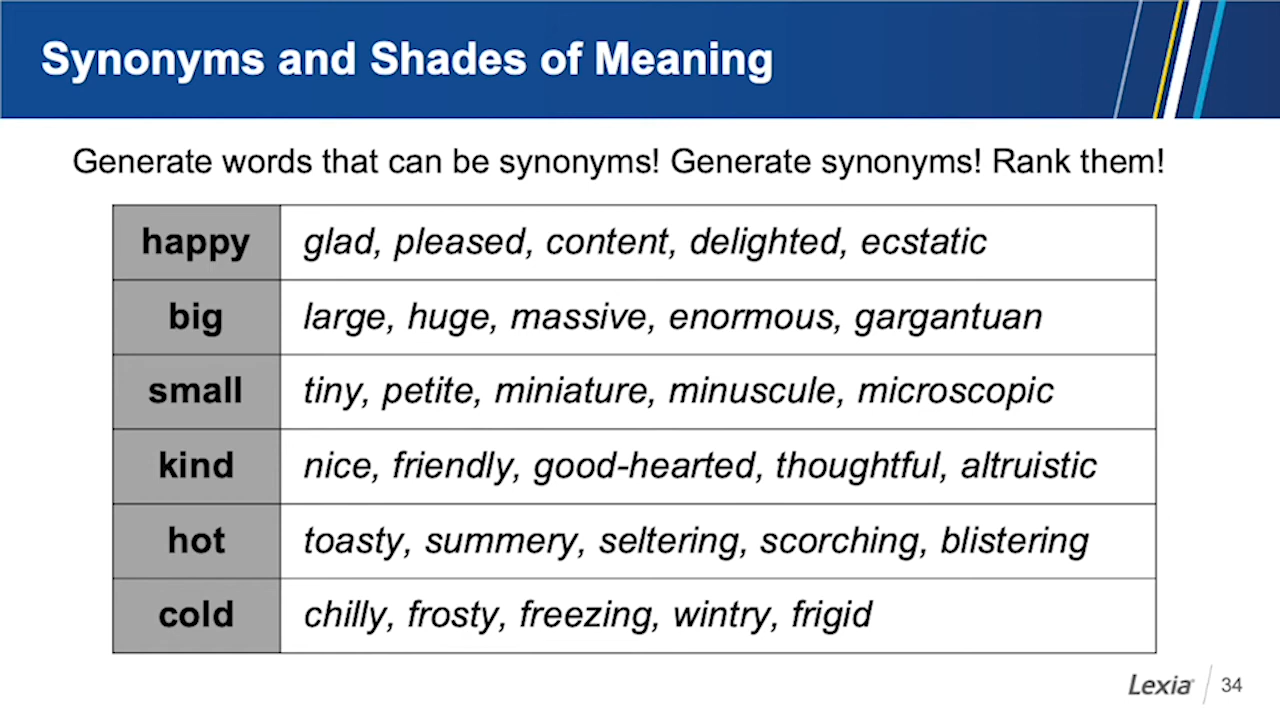 Synonyms and Shades of Meaning
Generate words that can be synonyms! Generate synonyms! Rank them!
happy glad, pleased, content, delighted, ecstatic
big large, huge, massive, enormous, gargantuan
small tiny, petite, miniature, minuscule, microscopic
kind nice, friendly, good-hearted, thoughtful, altruistic
hot toasty, summery, seltering, scorching, blistering
cold chilly, frosty, freezing, wintry, frigid
Lexia 34